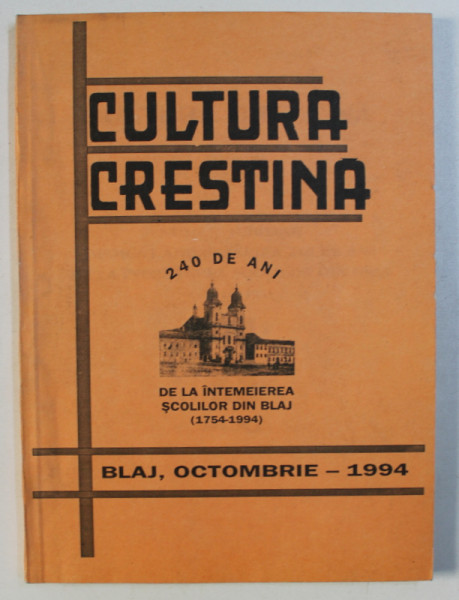 CULTURA
CRESTINA
240 DE ANI
DE LA ÎNTEMEIEREA
ȘCOLILOR DIN BLAJ
(1754-1994)
BLAJ, OCTOMBRIE – 1994